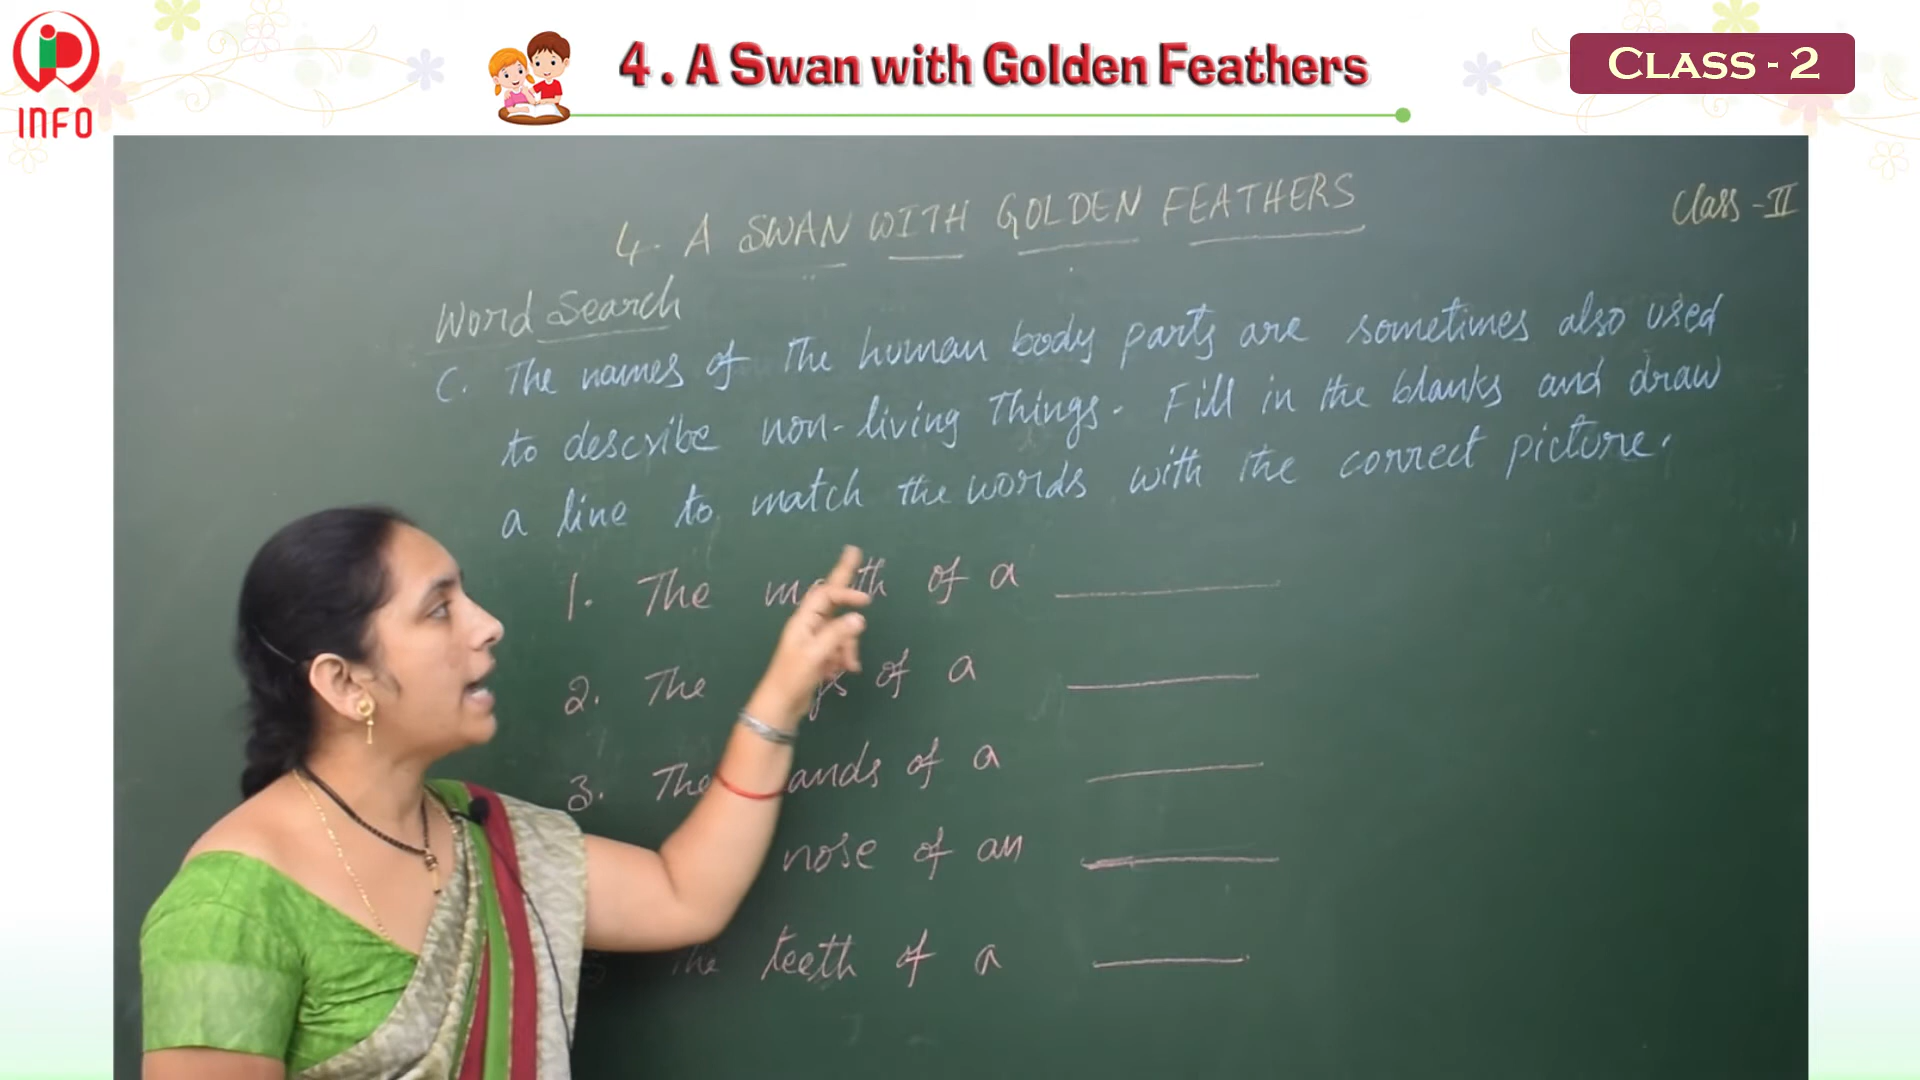 INFO
4. A Swan with Golden Feathers
CLASS - 2
4. A SWAN WITH GOLDEN FEATHERS
Class - II
Word Search
C. The names of the human body parts are sometimes also used
to describe non-living things. Fill in the blanks and draw
a line to match the words with the correct picture.
1. The mouth of a
2. The of a
3. The hands of a
nose of an
The teeth of a